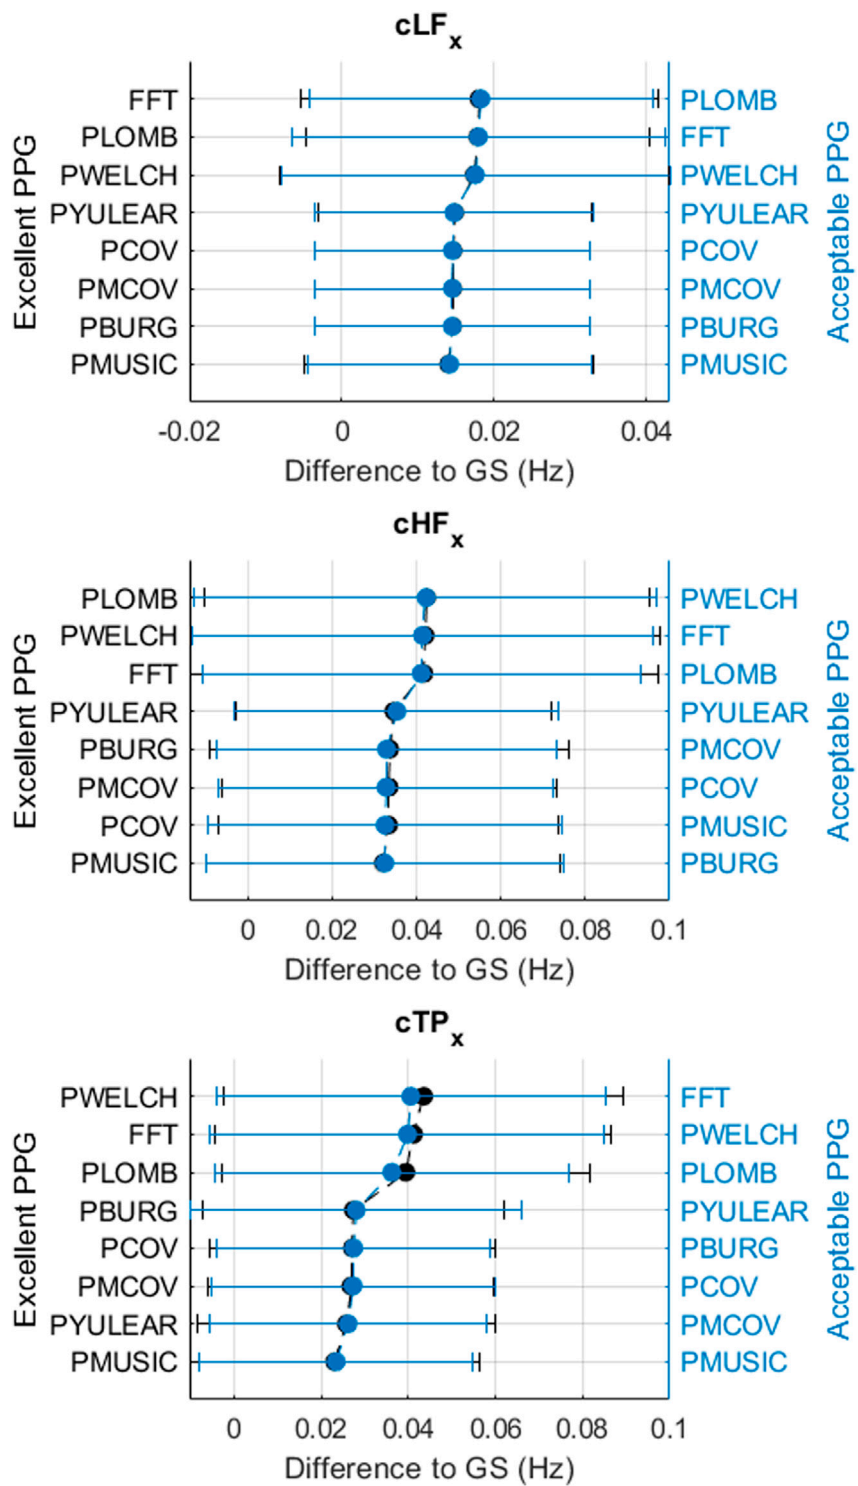 cLFx
Excellent PPG
FFT PLOMB
PLOMB FFT
PWELCH PWELCH
PYULEAR PYULEAR
PCOV PCOV
PMCOV PMCOV
PBURG PBURG
PMUSIC PMUSIC
Acceptable PPG
-0.02 0 0.02 0.04
Difference to GS (Hz)
cHFx
Excellent PPG
PLOMB PWELCH
PWELCH FFT
FFT PLOMB
PYULEAR PYULEAR
PBURG PMCOV
PMCOV PCOV
PCOV PMUSIC
PMUSIC PBURG
Acceptable PPG
0 0.02 0.04 0.06 0.08 0.1
Difference to GS (Hz)
cTPx
Excellent PPG
PWELCH FFT
FFT PWELCH
PLOMB PLOMB
PBURG PYULEAR
PCOV PBURG
PMCOV PCOV
PYULEAR PMCOV
PMUSIC PMUSIC
Acceptable PPG
0 0.02 0.04 0.06 0.08 0.1
Difference to GS (Hz)